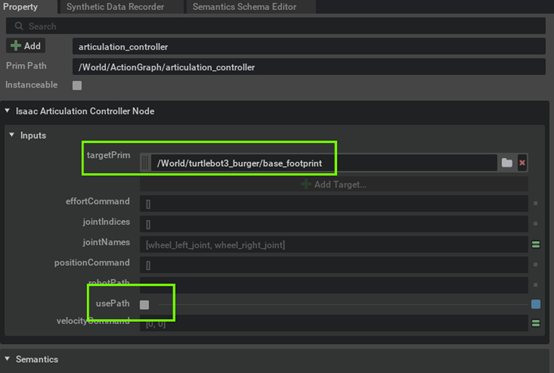 Property
Synthetic Data Recorder
Semantics Schema Editor
Search
Add
articulation_controller
Prim Path
/World/ActionGraph/articulation_controller
Instanceable
Isaac Articulation Controller Node
Inputs
targetPrim
/World/turtlebot3_burger/base_footprint
Add Target...
effortCommand
[]
jointIndices
[]
jointNames
[wheel_left_joint, wheel_right_joint]
positionCommand
[]
robotPath
usePath
velocityCommand
[0, 0]
Semantics